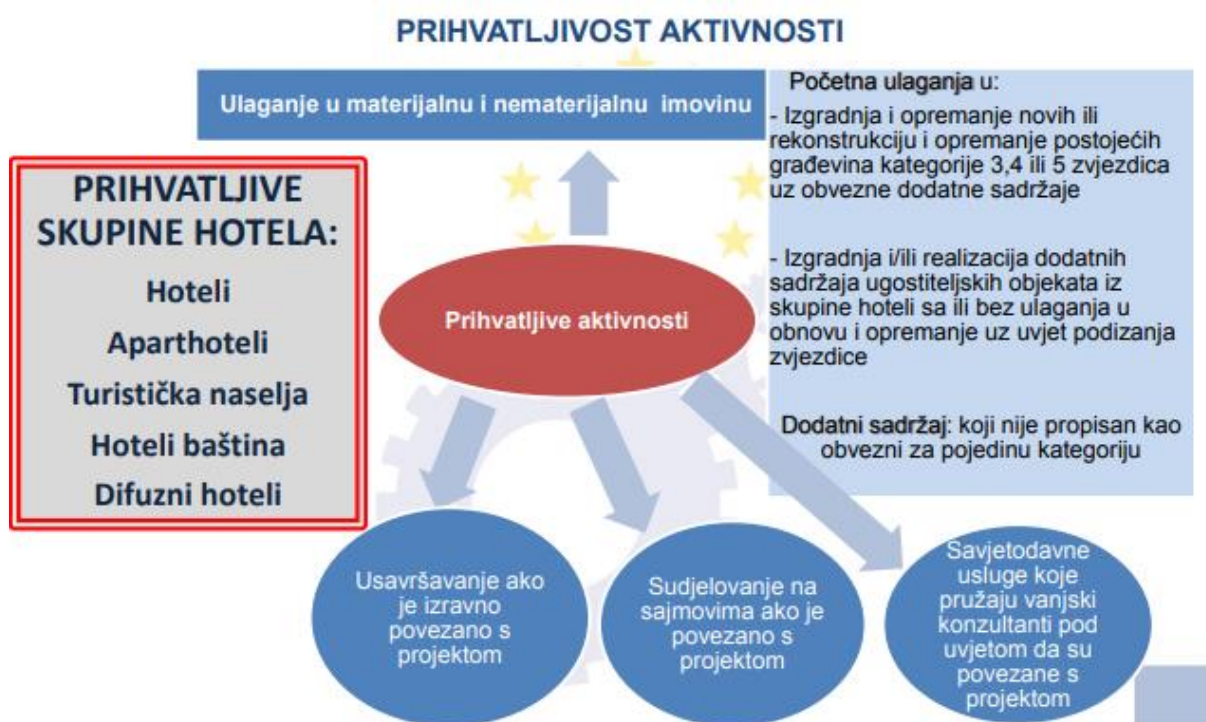 PRIHVATLJIVOST AKTIVNOSTI
Ulaganje u materijalnu i nematerijalnu imovinu
Početna ulaganja u:
- Izgradnja i opremanje novih ili
rekonstrukciju i opremanje postojećih
građevina kategorije 3,4 ili 5 zvjezdica
uz obvezne dodatne sadržaje
- Izgradnja i/ili realizacija dodatnih
sadržaja ugostiteljskih objekata iz
skupine hoteli sa ili bez ulaganja u
obnovu i opremanje uz uvjet podizanja
zvjezdice
Dodatni sadržaj: koji nije propisan kao
obvezni za pojedinu kategoriju
PRIHVATLJIVE
SKUPINE HOTELA:
Hoteli
Aparthoteli
Turistička naselja
Hoteli baština
Difuzni hoteli
Prihvatljive aktivnosti
Usavršavanje ako
je izravno
povezano s
projektom
Sudjelovanje na
sajmovima ako je
povezano s
projektom
Savjetodavne
usluge koje
pružaju vanjski
konzultanti pod
uvjetom da su
povezane s
projektom